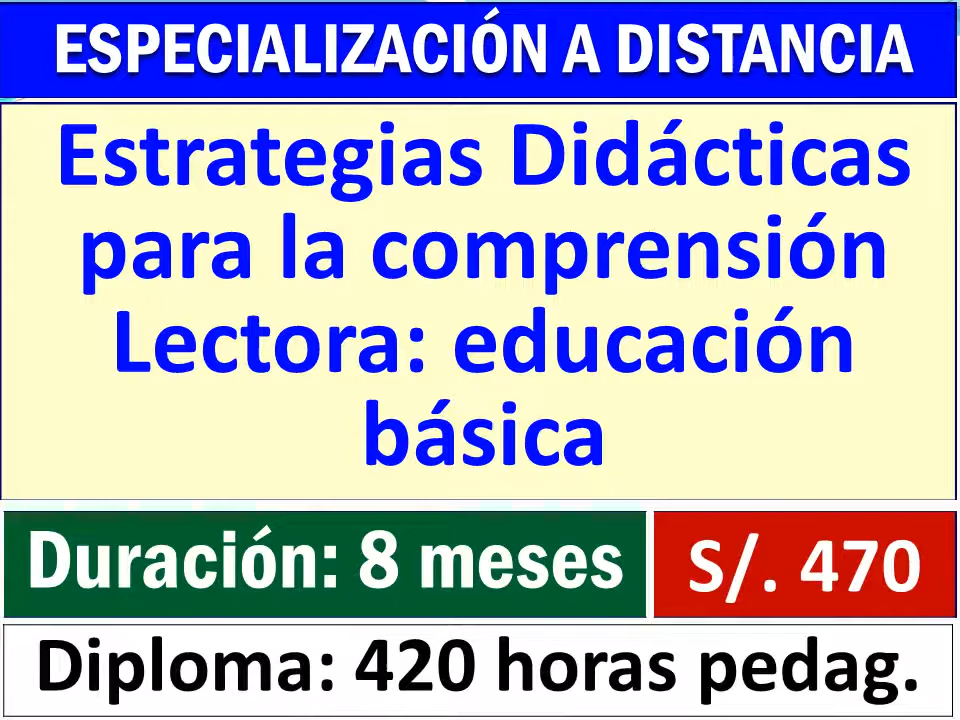 ESPECIALIZACIÓN A DISTANCIA
Estrategias Didácticas
para la comprensión
Lectora: educación
básica
Duración: 8 meses
S/. 470
Diploma: 420 horas pedag.